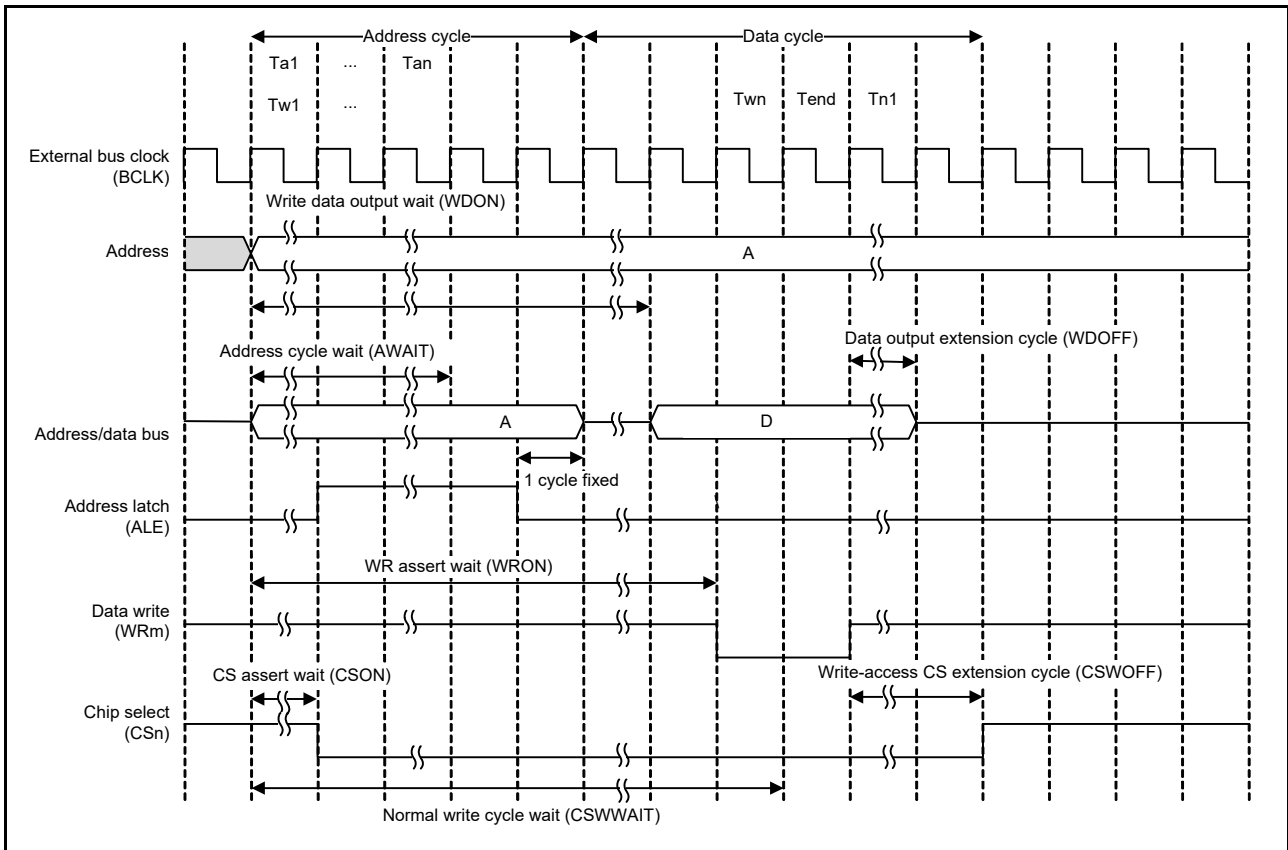 Address cycle
Data cycle
Ta1 ... Tan
Tw1 ... Twn Tend Tn1
External bus clock
(BCLK)
Write data output wait (WDON)
Address
A
Data output extension cycle (WDOFF)
Address cycle wait (AWAIT)
Address/data bus
A
D
1 cycle fixed
Address latch
(ALE)
WR assert wait (WRON)
Data write
(WRm)
CS assert wait (CSON)
Write-access CS extension cycle (CSWOFF)
Chip select
(CSn)
Normal write cycle wait (CSWWAIT)